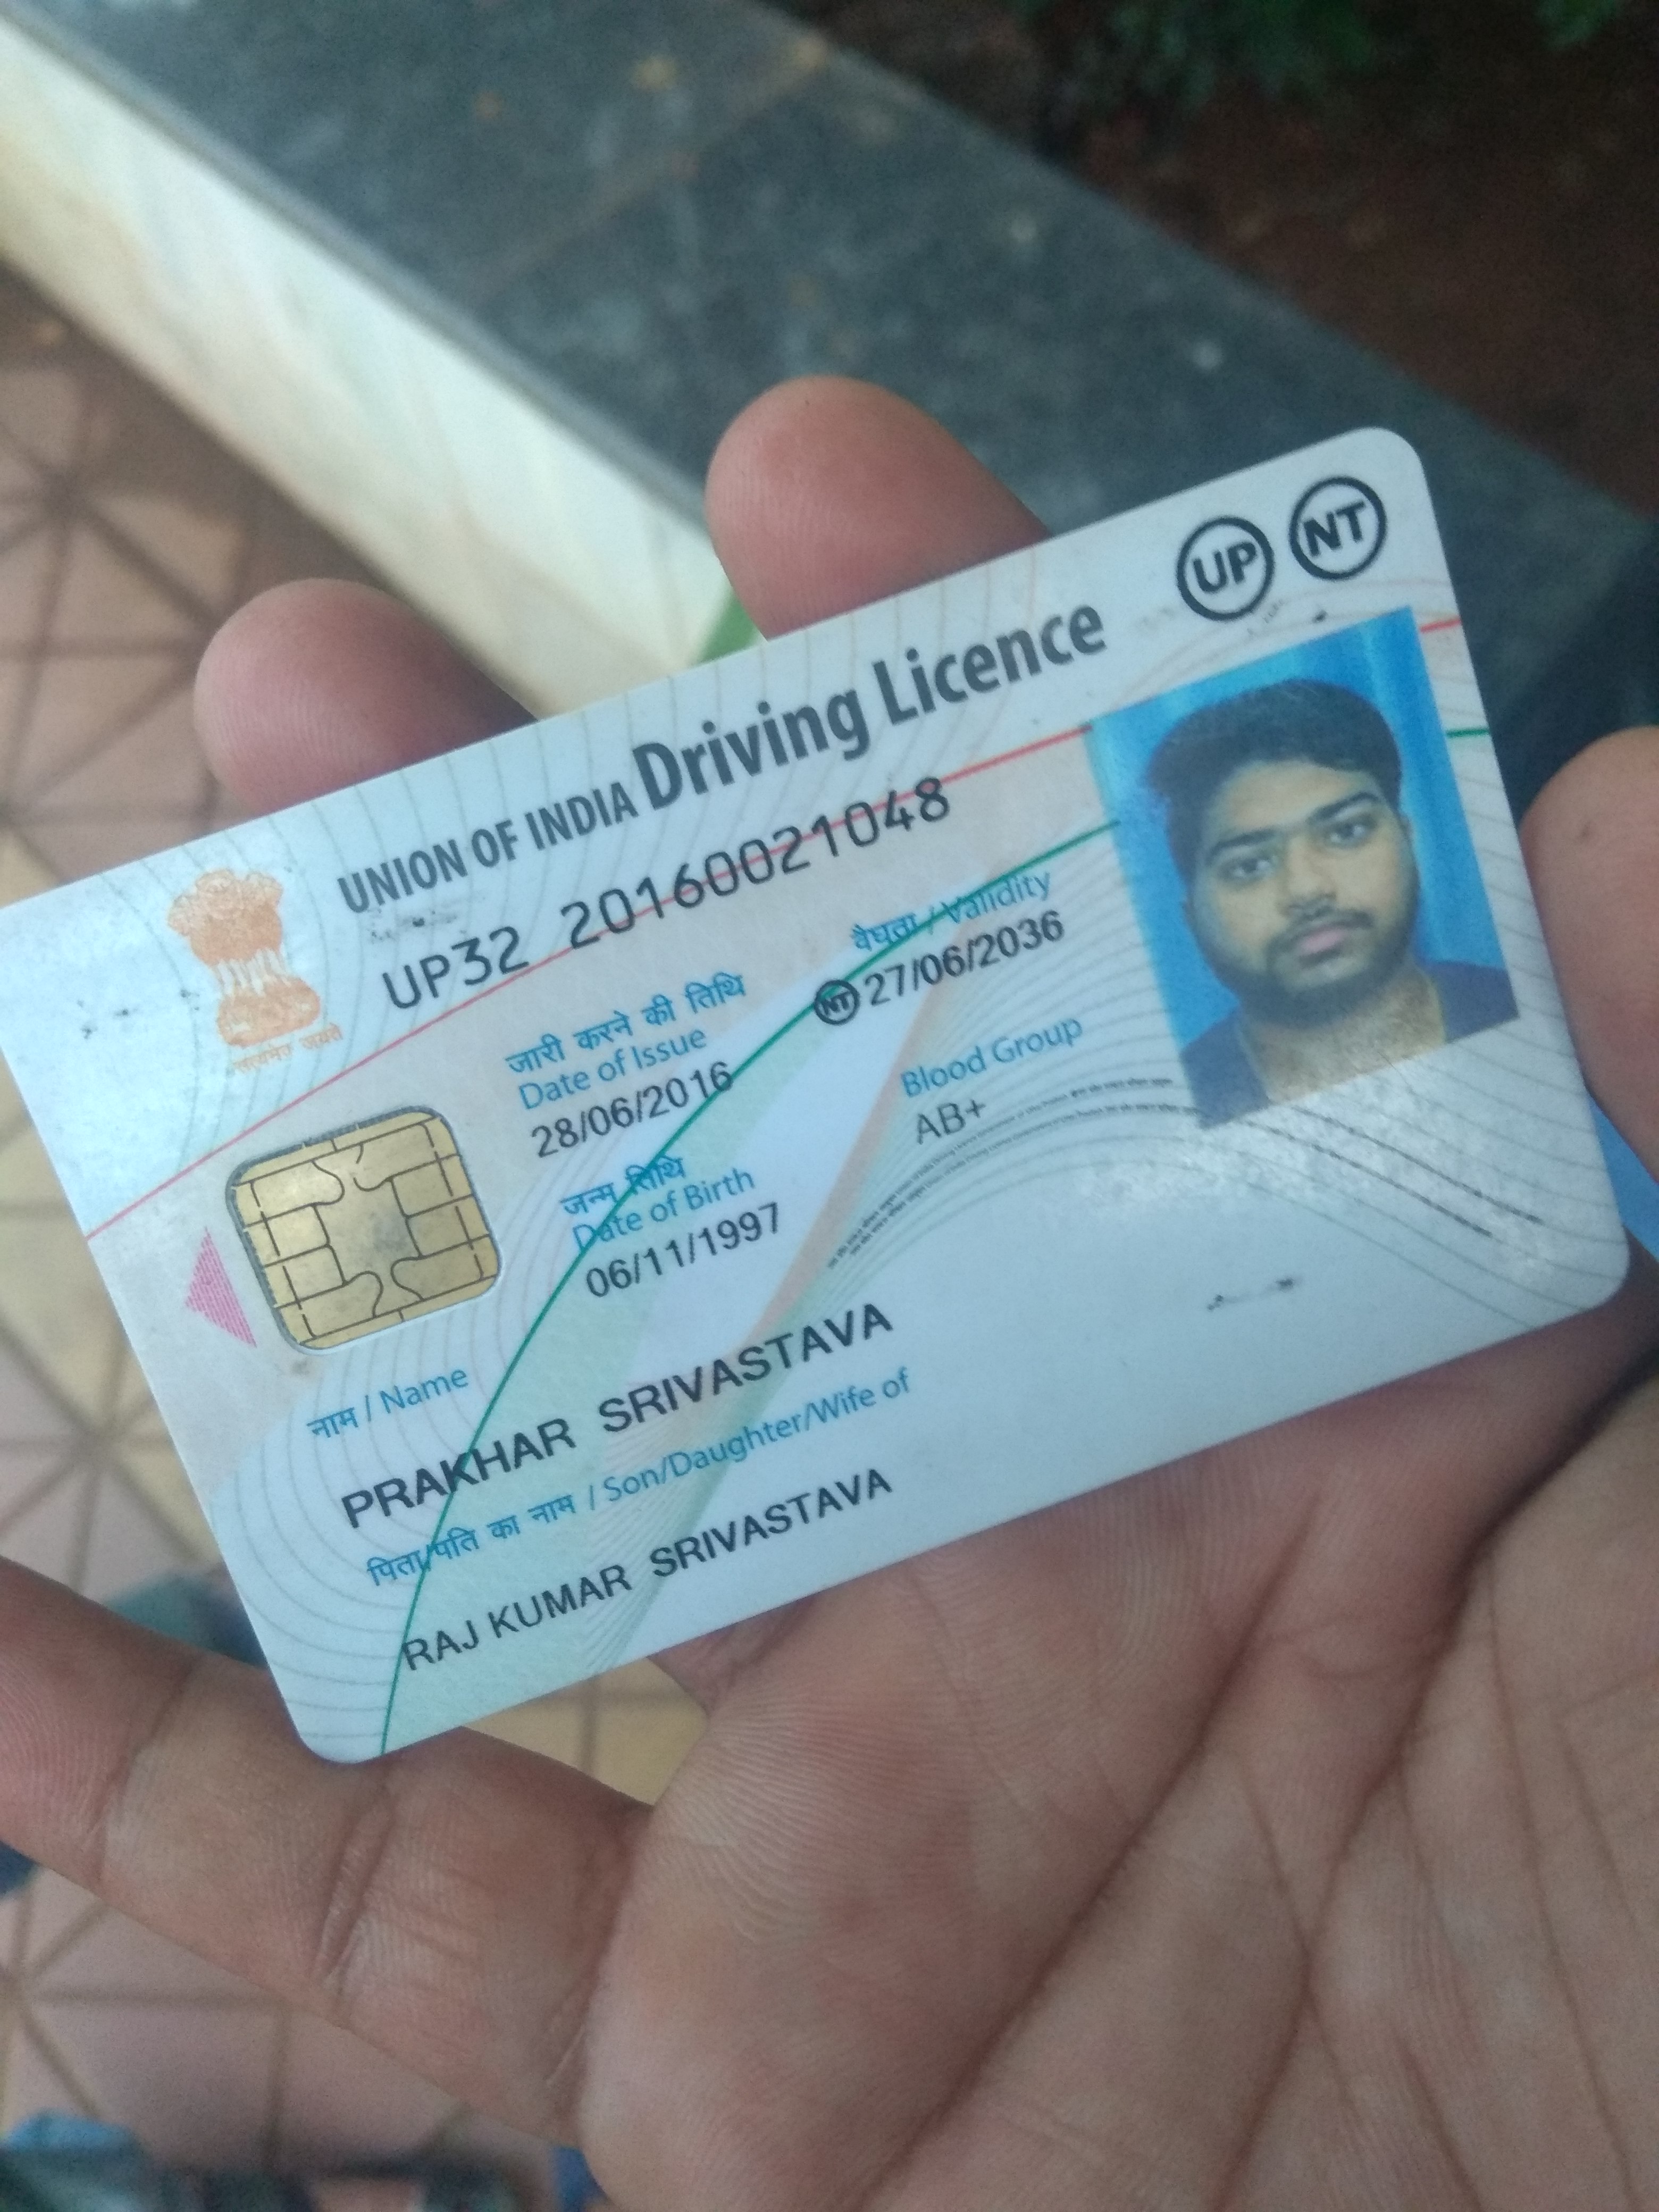 UNION OF INDIA Driving Licence
UP NT
UP32 20160021048
सत्यमेव जयते
जारी करने की तिथि
Date of Issue
28/06/2016
वैधता / Validity
NT 27/06/2036
जन्म तिथि
Date of Birth
06/11/1997
Blood Group
AB+
नाम / Name
PRAKHAR SRIVASTAVA
पिता/पति का नाम / Son/Daughter/Wife of
RAJ KUMAR SRIVASTAVA